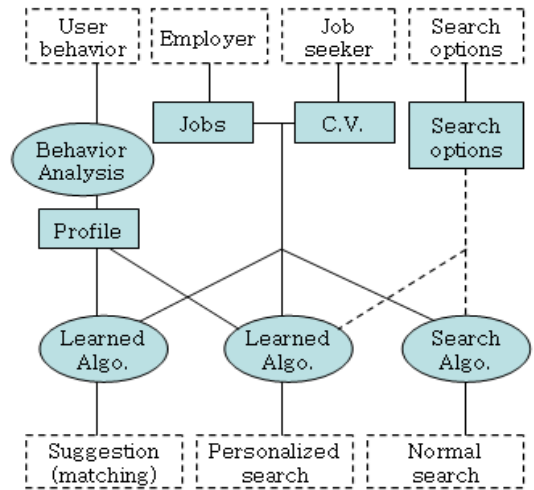 User
behavior
Employer
Job
seeker
Search
options
Jobs
C.V.
Search
options
Behavior
Analysis
Profile
Learned
Algo.
Learned
Algo.
Search
Algo.
Suggestion
(matching)
Personalized
search
Normal
search